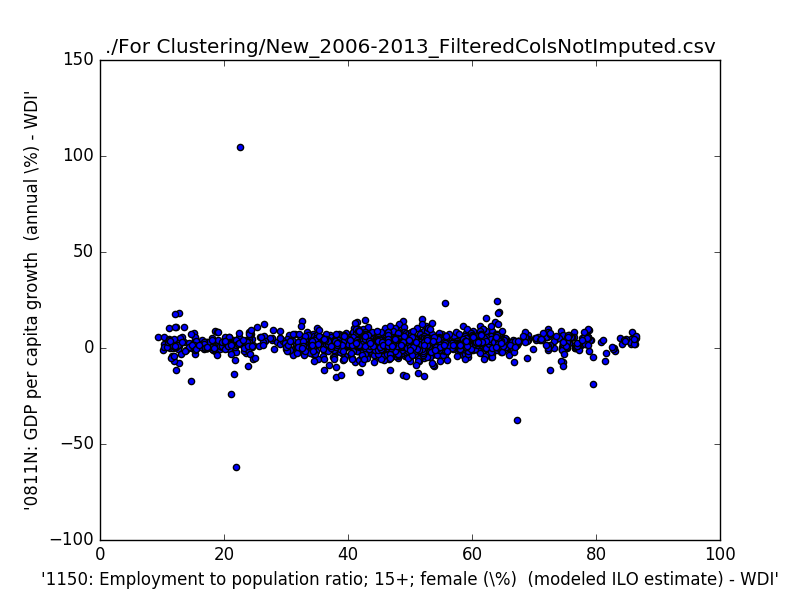 ./For Clustering/New_2006-2013_FilteredColsNotImputed.csv
150
100
50
0
−50
−100
0 20 40 60 80 100
'0811N: GDP per capita growth  (annual \%) - WDI'
'1150: Employment to population ratio; 15+; female (\%)  (modeled ILO estimate) - WDI'